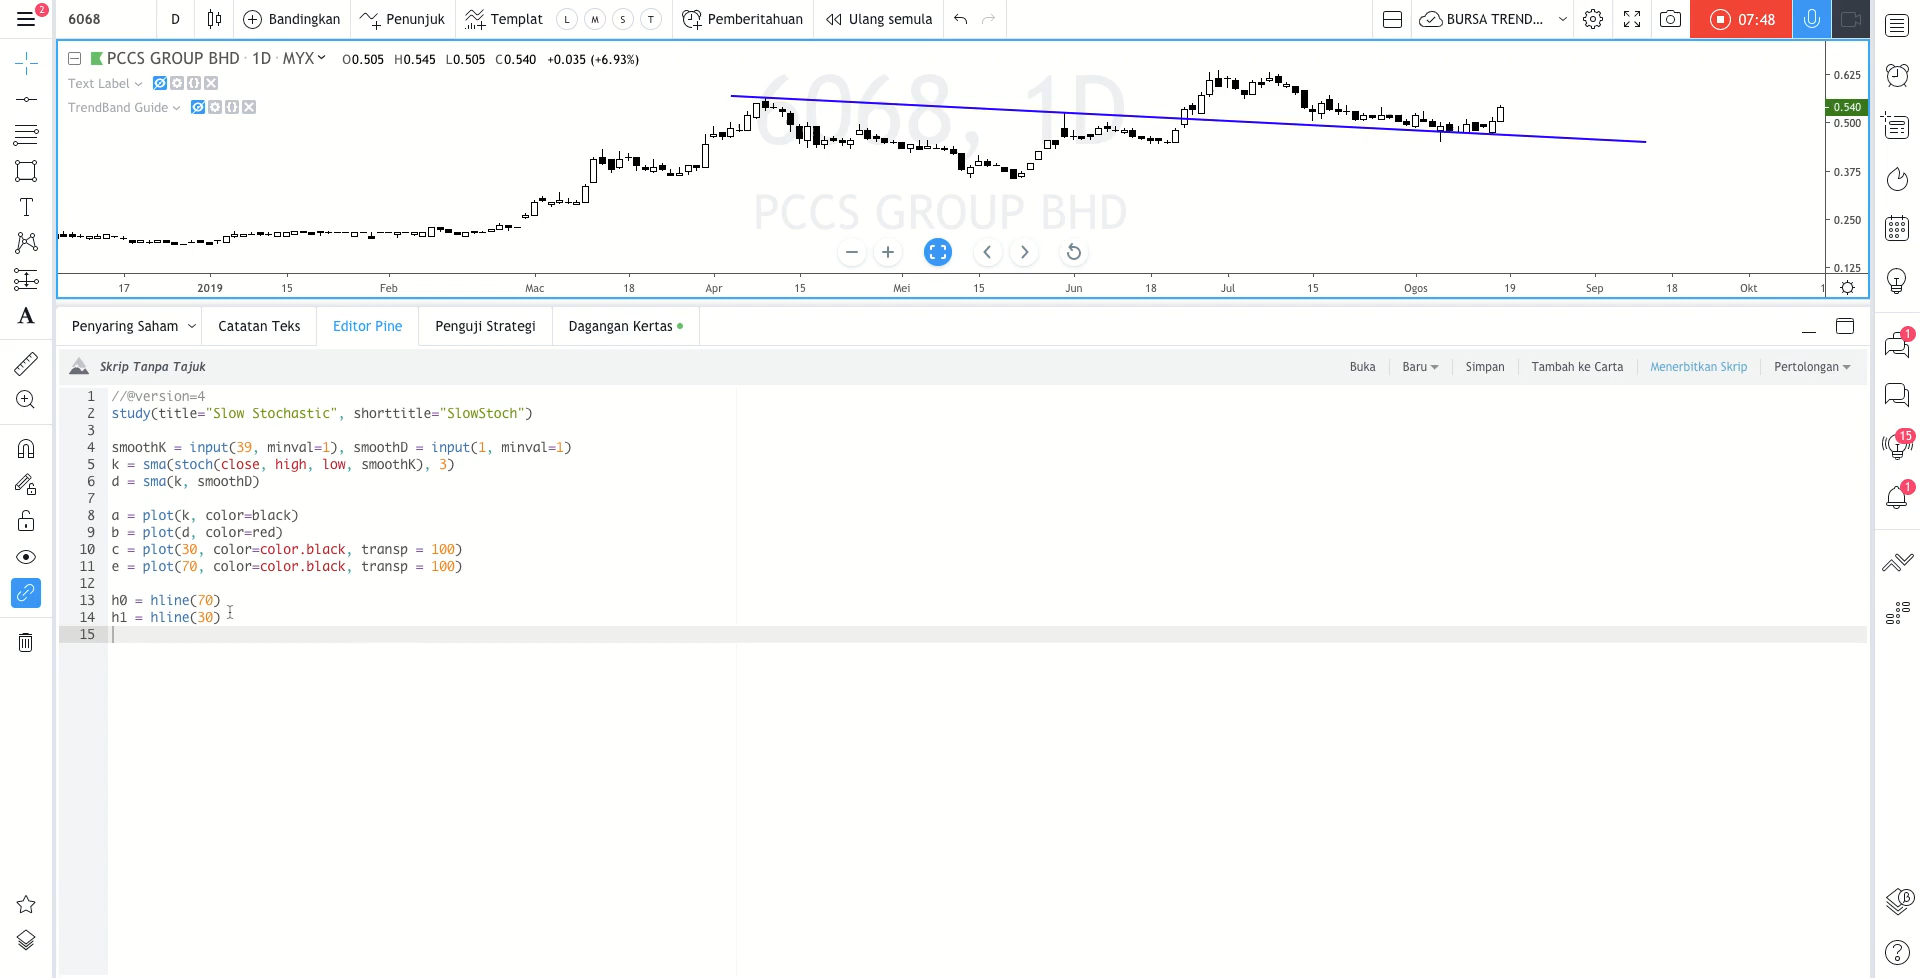 2
6068
D
Bandingkan
Penunjuk
Templat
L
M
S
T
Pemberitahuan
Ulang semula
BURSA TREND...
07:48
PCCS GROUP BHD · 1D · MYX
O0.505 H0.545 L0.505 C0.540 +0.035 (+6.93%)
Text Label
TrendBand Guide
6068, 1D
PCCS GROUP BHD
0.625
0.540
0.500
0.375
0.250
0.125
17
2019
15
Feb
Mac
18
Apr
15
Mei
15
Jun
18
Jul
15
Ogos
19
Sep
18
Okt
1
Penyaring Saham
Catatan Teks
Editor Pine
Penguji Strategi
Dagangan Kertas
Skrip Tanpa Tajuk
Buka
Baru
Simpan
Tambah ke Carta
Menerbitkan Skrip
Pertolongan
1 //@version=4
2 study(title="Slow Stochastic", shorttitle="SlowStoch")
3
4 smoothK = input(39, minval=1), smoothD = input(1, minval=1)
5 k = sma(stoch(close, high, low, smoothK), 3)
6 d = sma(k, smoothD)
7
8 a = plot(k, color=black)
9 b = plot(d, color=red)
10 c = plot(30, color=color.black, transp = 100)
11 e = plot(70, color=color.black, transp = 100)
12
13 h0 = hline(70)
14 h1 = hline(30)
15
1
15
1